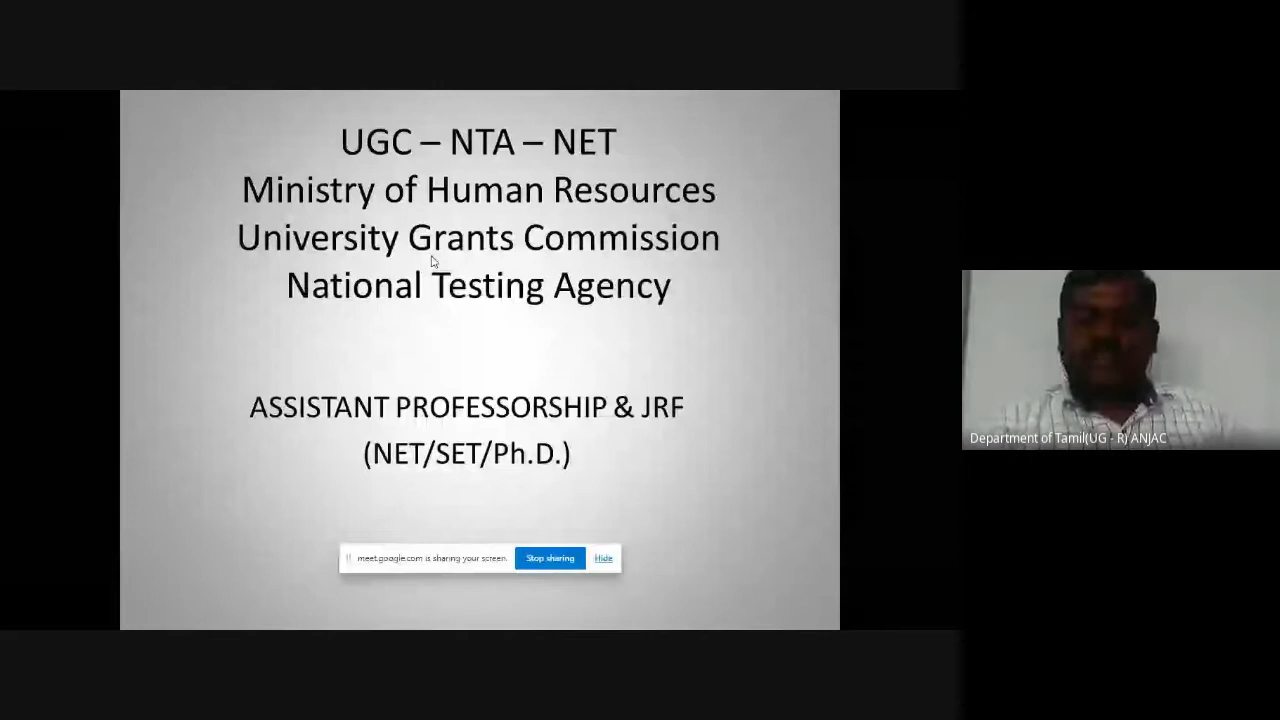 UGC – NTA – NET
Ministry of Human Resources
University Grants Commission
National Testing Agency
ASSISTANT PROFESSORSHIP & JRF
(NET/SET/Ph.D.)
meet.google.com is sharing your screen. Stop sharing Hide
Department of Tamil(UG - R) ANJAC